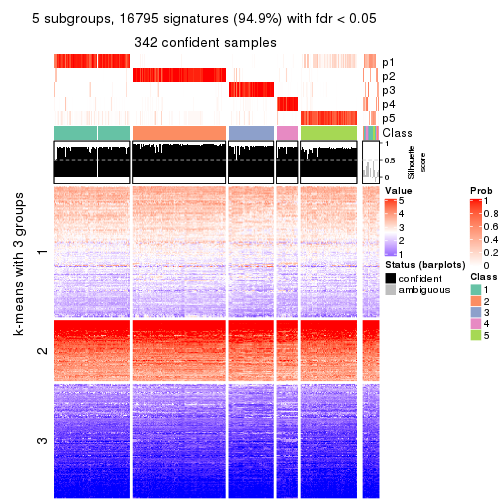 5 subgroups, 16795 signatures (94.9%) with fdr < 0.05
342 confident samples
p1
p2
p3
p4
p5
Class
1
0.5
0
Silhouette
score
k-means with 3 groups
1
2
3
Value
5
4
3
2
1
Status (barplots)
confident
ambiguous
Prob
1
0.8
0.6
0.4
0.2
0
Class
1
2
3
4
5